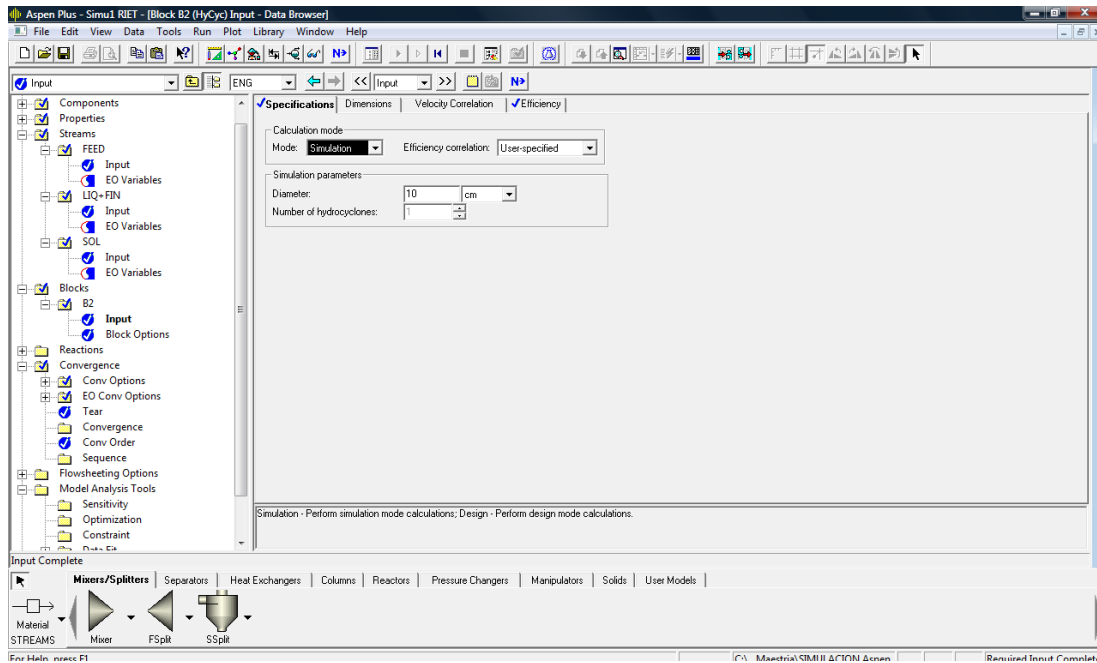 Aspen Plus - Simu1 RIET - [Block B2 (HyCyc) Input - Data Browser]
File Edit View Data Tools Run Plot Library Window Help
N>
Input ENG << Input >> N>
Components
Properties
Streams
FEED
Input
EO Variables
LIQ+FIN
Input
EO Variables
SOL
Input
EO Variables
Blocks
B2
Input
Block Options
Reactions
Convergence
Conv Options
EO Conv Options
Tear
Convergence
Conv Order
Sequence
Flowsheeting Options
Model Analysis Tools
Sensitivity
Optimization
Constraint
Data Fit
Specifications Dimensions Velocity Correlation Efficiency
Calculation mode
Mode: Simulation Efficiency correlation: User-specified
Simulation parameters
Diameter: 10 cm
Number of hydrocyclones: 1
Simulation - Perform simulation mode calculations; Design - Perform design mode calculations.
Input Complete
Mixers/Splitters Separators Heat Exchangers Columns Reactors Pressure Changers Manipulators Solids User Models
Material
STREAMS Mixer FSplit SSplit
For Help, press F1 C:\...Maestria\SIMULACION Aspen Required Input Complete